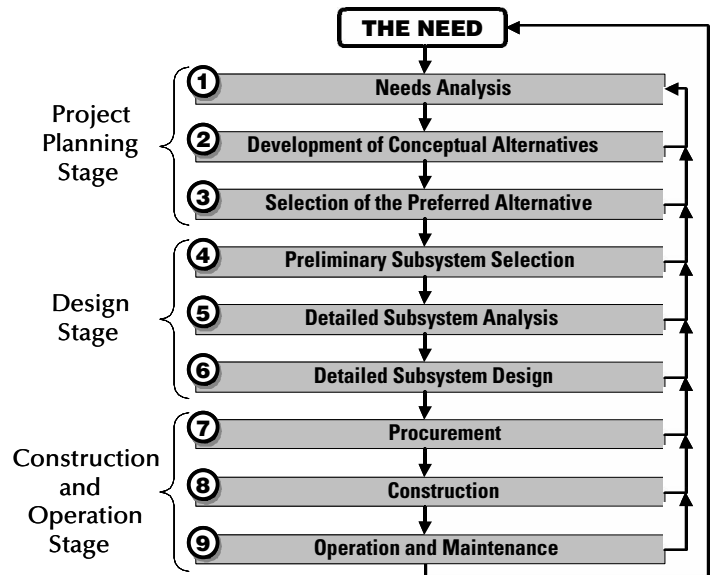 THE NEED
Project
Planning
Stage
1 Needs Analysis
2 Development of Conceptual Alternatives
3 Selection of the Preferred Alternative
Design
Stage
4 Preliminary Subsystem Selection
5 Detailed Subsystem Analysis
6 Detailed Subsystem Design
Construction
and
Operation
Stage
7 Procurement
8 Construction
9 Operation and Maintenance